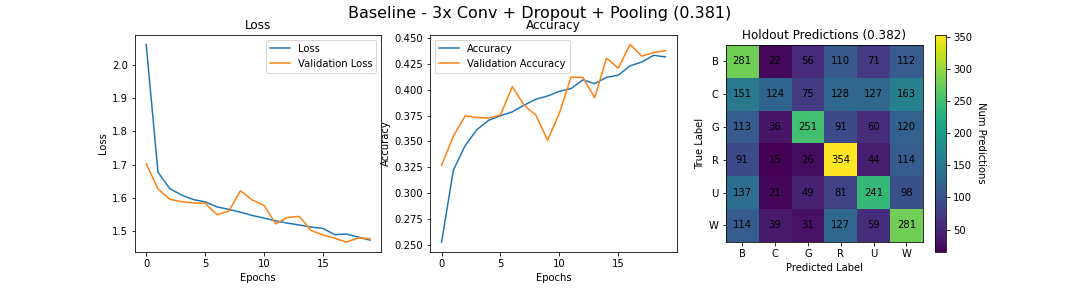 Baseline - 3x Conv + Dropout + Pooling (0.381)
Loss
Loss
Validation Loss
2.0
1.9
1.8
1.7
1.6
1.5
Loss
0
5
10
15
Epochs
Accuracy
Accuracy
Validation Accuracy
0.450
0.425
0.400
0.375
0.350
0.325
0.300
0.275
0.250
Accuracy
0
5
10
15
Epochs
Holdout Predictions (0.382)
B 281 22 56 110 71 112
C 151 124 75 128 127 163
G 113 36 251 91 60 120
R 91 15 26 354 44 114
U 137 21 49 81 241 98
W 114 39 31 127 59 281
B C G R U W
True Label
Predicted Label
350
300
250
200
150
100
50
Num Predictions